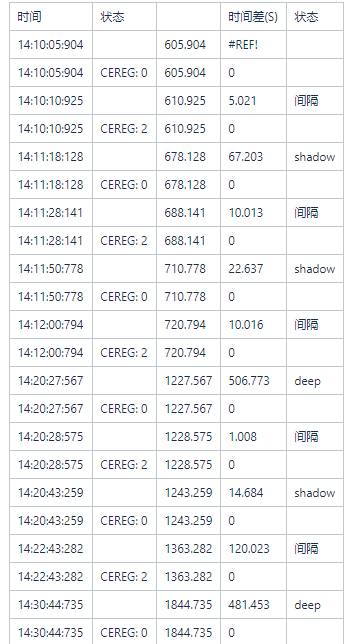 时间 状态 时间差(S) 状态
14:10:05:904 605.904 #REF!
14:10:05:904 CEREG: 0 605.904 0
14:10:10:925 610.925 5.021 间隔
14:10:10:925 CEREG: 2 610.925 0
14:11:18:128 678.128 67.203 shadow
14:11:18:128 CEREG: 0 678.128 0
14:11:28:141 688.141 10.013 间隔
14:11:28:141 CEREG: 2 688.141 0
14:11:50:778 710.778 22.637 shadow
14:11:50:778 CEREG: 0 710.778 0
14:12:00:794 720.794 10.016 间隔
14:12:00:794 CEREG: 2 720.794 0
14:20:27:567 1227.567 506.773 deep
14:20:27:567 CEREG: 0 1227.567 0
14:20:28:575 1228.575 1.008 间隔
14:20:28:575 CEREG: 2 1228.575 0
14:20:43:259 1243.259 14.684 shadow
14:20:43:259 CEREG: 0 1243.259 0
14:22:43:282 1363.282 120.023 间隔
14:22:43:282 CEREG: 2 1363.282 0
14:30:44:735 1844.735 481.453 deep
14:30:44:735 CEREG: 0 1844.735 0